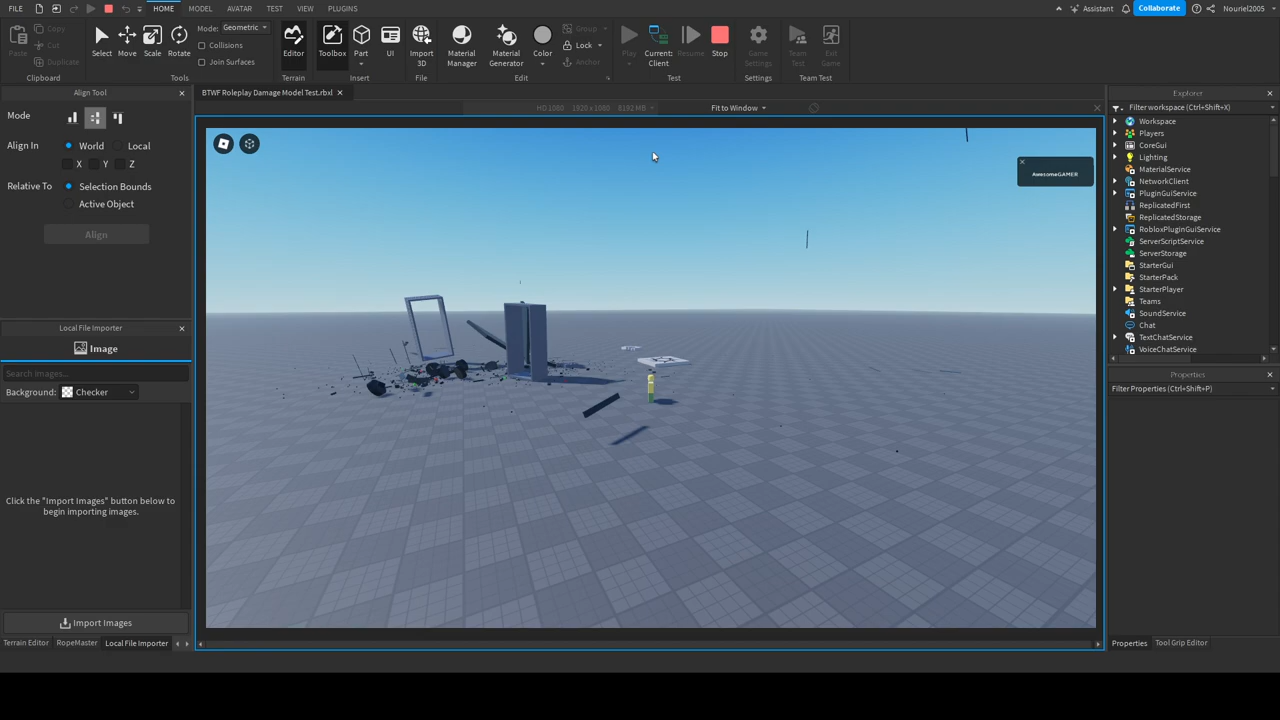 FILE HOME MODEL AVATAR TEST VIEW PLUGINS Assistant Collaborate Nouriel2005
Paste Copy Cut Duplicate
Clipboard
Select Move Scale Rotate
Mode: Geometric
Collisions
Join Surfaces
Tools
Editor
Terrain
Toolbox Part UI
Insert
Import 3D
File
Material Manager Material Generator Color
Group
Lock
Anchor
Edit
Play Current: Client Resume Stop
Test
Game Settings
Settings
Team Test Exit Game
Team Test
Align Tool
Mode
Align In World Local
X Y Z
Relative To Selection Bounds
Active Object
Align
Local File Importer
Image
Search Images...
Background: Checker
Click the "Import Images" button below to
begin importing images.
Import Images
Terrain Editor RopeMaster Local File Importer
BTWF Roleplay Damage Model Test.rbxl
HD 1080 1920 x 1080 8192 MB Fit to Window
AwesomeGAMER
Explorer
Filter workspace (Ctrl+Shift+X)
Workspace
Players
CoreGui
Lighting
MaterialService
NetworkClient
PluginGuiService
ReplicatedFirst
ReplicatedStorage
RobloxPluginGuiService
ServerScriptService
ServerStorage
StarterGui
StarterPack
StarterPlayer
Teams
SoundService
Chat
TextChatService
VoiceChatService
Properties
Filter Properties (Ctrl+Shift+P)
Properties Tool Grip Editor